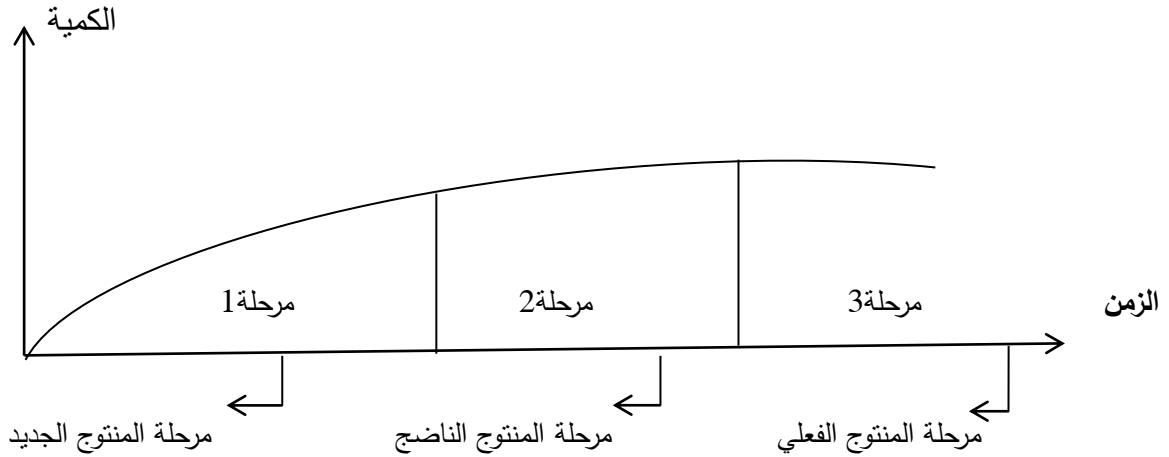 الكمية
مرحلة1
مرحلة2
مرحلة3
الزمن
مرحلة المنتوج الجديد
مرحلة المنتوج الناضج
مرحلة المنتوج الفعلي